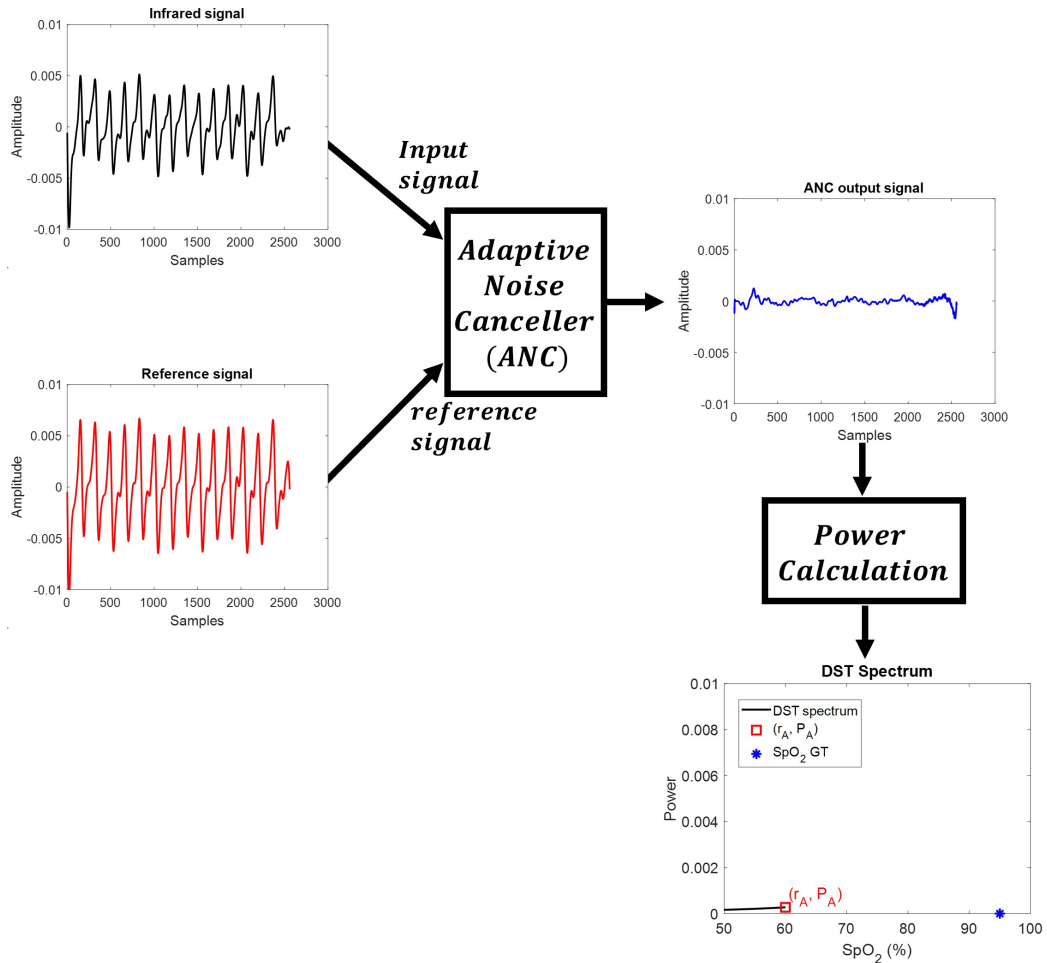 Infrared signal
0.01
0.005
0
-0.005
-0.01
Amplitude
0 500 1000 1500 2000 2500 3000
Samples
Input
signal
Adaptive
Noise
Canceller
(ANC)
Reference signal
0.01
0.005
0
-0.005
-0.01
Amplitude
0 500 1000 1500 2000 2500 3000
Samples
reference
signal
ANC output signal
0.01
0.005
0
-0.005
-0.01
Amplitude
0 500 1000 1500 2000 2500 3000
Samples
Power
Calculation
DST Spectrum
0.01
0.008
0.006
0.004
0.002
0
Power
DST spectrum
(r_A, P_A)
SpO₂ GT
(r_A, P_A)
50 60 70 80 90 100
SpO₂ (%)